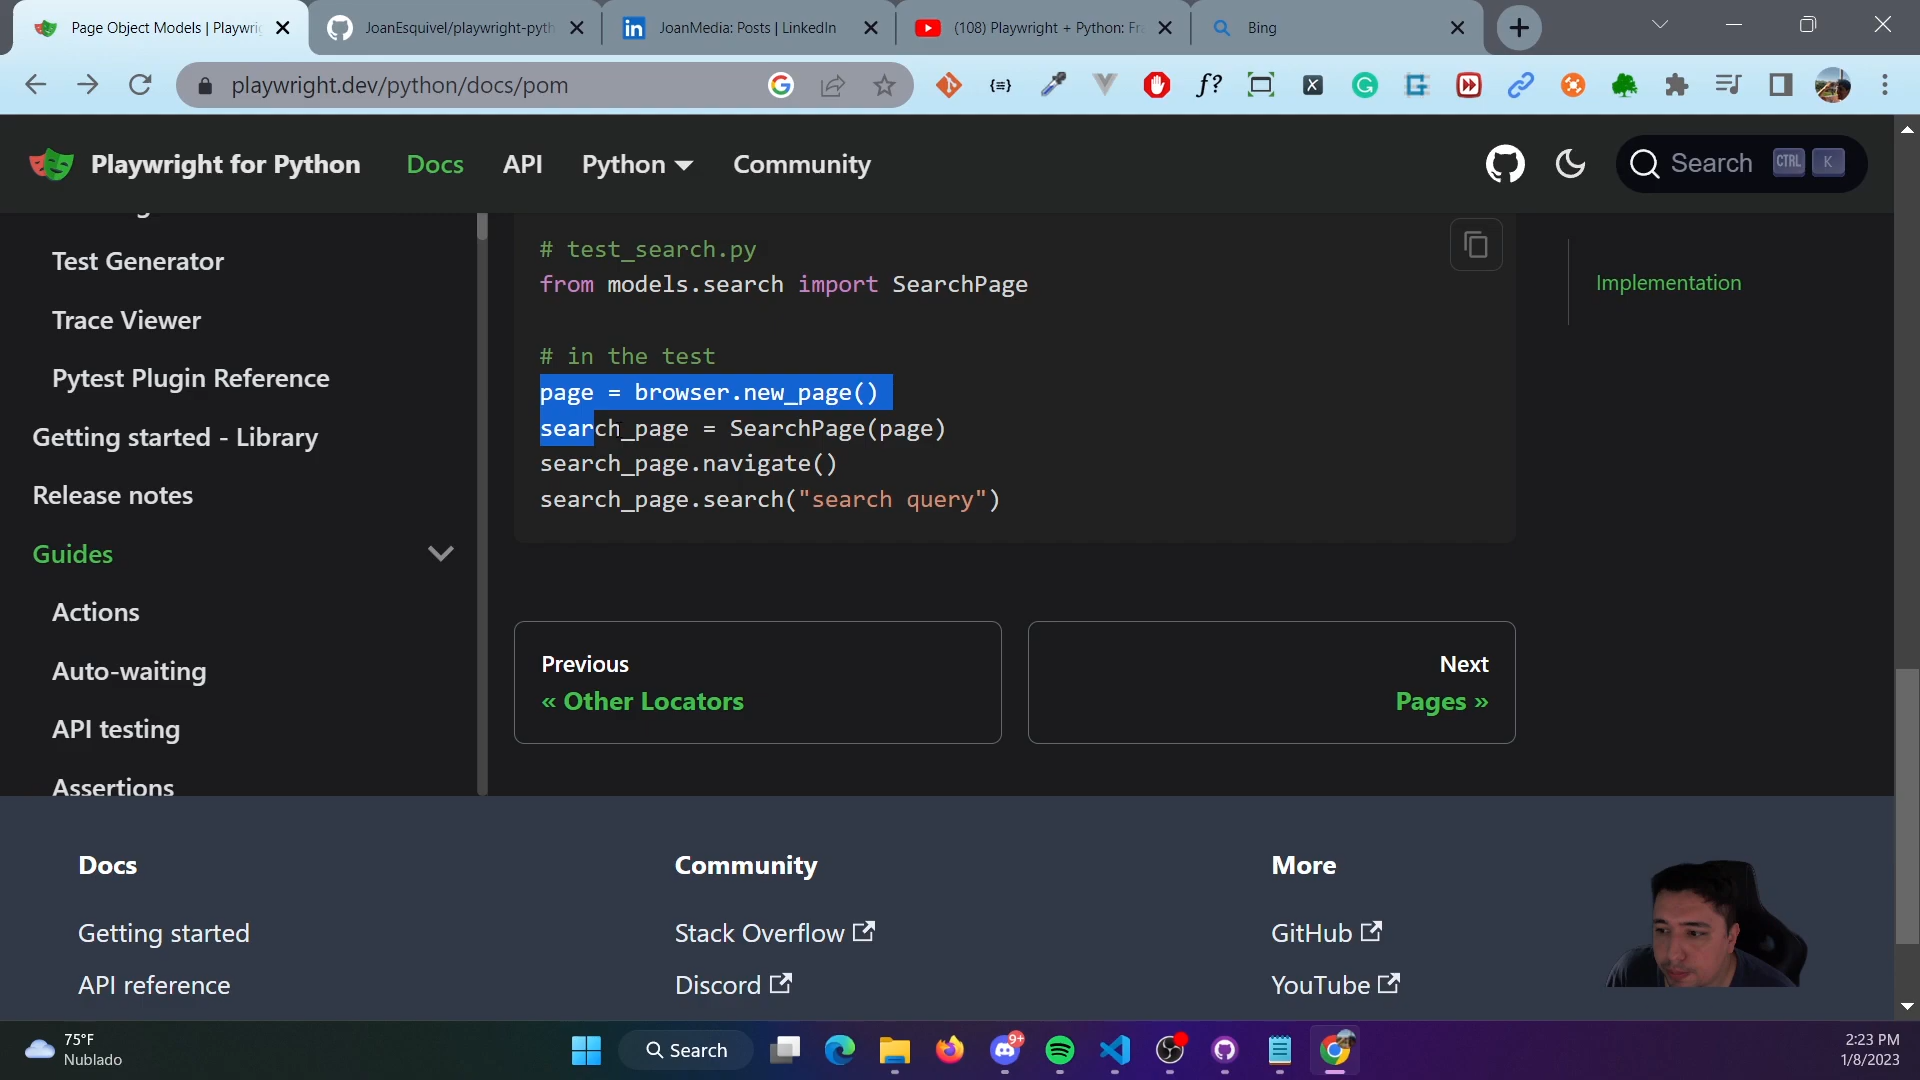 Page Object Models | Playwri
JoanEsquivel/playwright-pyth
in
JoanMedia: Posts | LinkedIn
(108) Playwright + Python: Fr
Bing
playwright.dev/python/docs/pom
Playwright for Python
Docs
API
Python
Community
Search
CTRL
K
Test Generator
Trace Viewer
Pytest Plugin Reference
Getting started - Library
Release notes
Guides
Actions
Auto-waiting
API testing
Assertions
# test_search.py
from models.search import SearchPage
# in the test
page = browser.new_page()
search_page = SearchPage(page)
search_page.navigate()
search_page.search("search query")
Implementation
Previous
« Other Locators
Next
Pages »
Docs
Getting started
API reference
Community
Stack Overflow
Discord
More
GitHub
YouTube
75°F
Nublado
Search
9+
2:23 PM
1/8/2023